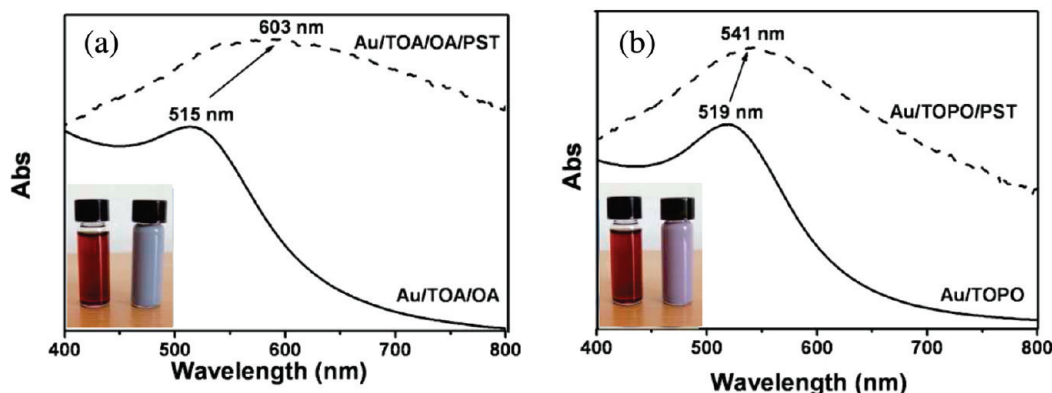 (a)
603 nm
Au/TOA/OA/PST
515 nm
Au/TOA/OA
Abs
400 500 600 700 800
Wavelength (nm)
(b)
541 nm
519 nm
Au/TOPO/PST
Au/TOPO
Abs
400 500 600 700 800
Wavelength (nm)